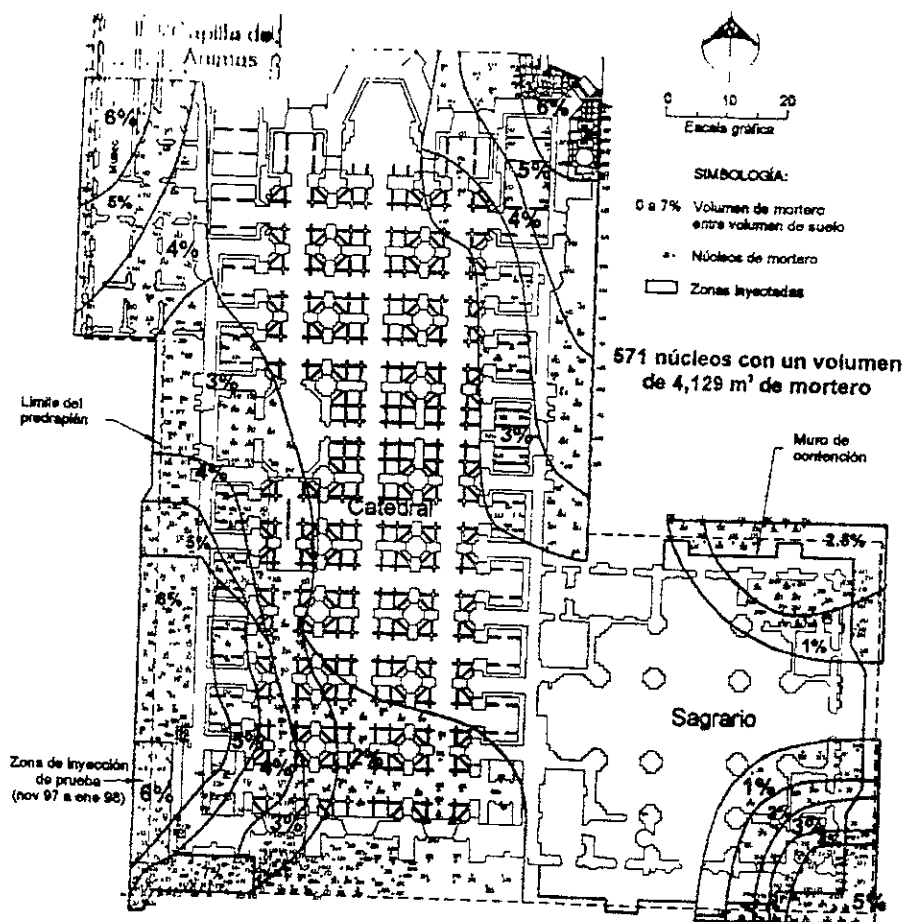 Capilla de
Animas
0 10 20
Escala gráfica
SIMBOLOGÍA:
0 a 7% Volumen de mortero
entre volumen de suelo
Núcleos de mortero
Zonas inyectadas
571 núcleos con un volumen
de 4,129 m³ de mortero
6%
5%
4%
6%
5%
4%
3%
3%
Límite del
Muro de
contención
4%
Catedral
5%
6%
2.5%
1%
Sagrario
Zona de inyección
de prueba
(nov 97 a ene 98)
6%
5%
4%
3%
2%
1%
2%
3%
5%